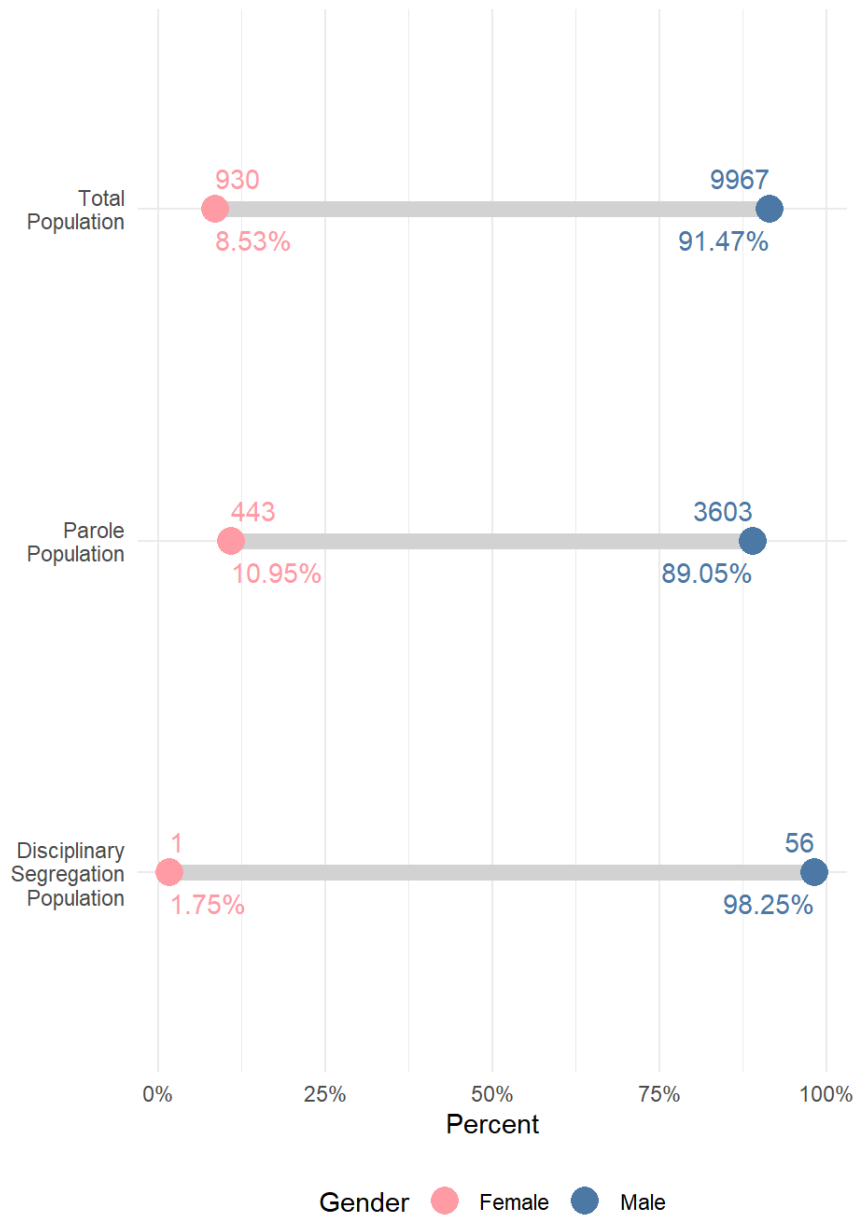 930
9967
Total
Population
8.53%
91.47%
443
3603
Parole
Population
10.95%
89.05%
1
56
Disciplinary
Segregation
Population
1.75%
98.25%
0%
25%
50%
75%
100%
Percent
Gender
Female
Male